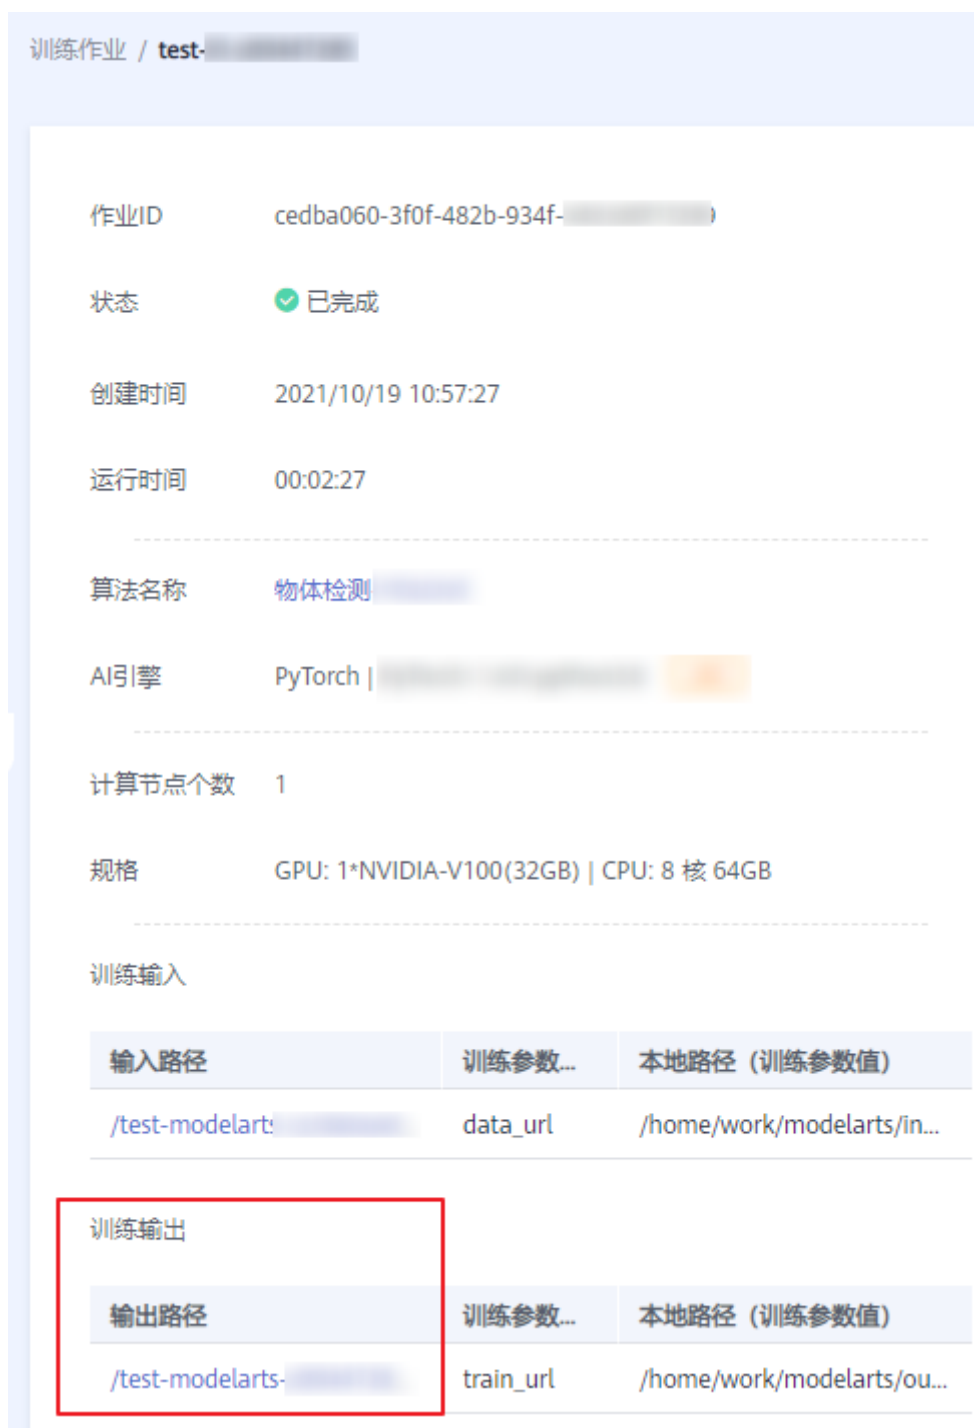 训练作业 / test-
作业ID cedba060-3f0f-482b-934f-
状态 已完成
创建时间 2021/10/19 10:57:27
运行时间 00:02:27
算法名称 物体检测
AI引擎 PyTorch |
计算节点个数 1
规格 GPU: 1*NVIDIA-V100(32GB) | CPU: 8 核 64GB
训练输入
输入路径 训练参数... 本地路径（训练参数值）
/test-modelarts data_url /home/work/modelarts/in...
训练输出
输出路径 训练参数... 本地路径（训练参数值）
/test-modelarts- train_url /home/work/modelarts/ou...